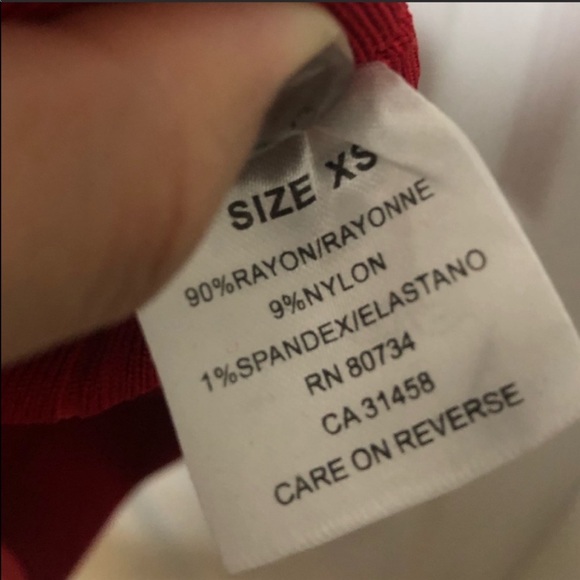 SIZE XS
90%RAYON/RAYONNE
9%NYLON
1%SPANDEX/ELASTANO
RN 80734
CA 31458
CARE ON REVERSE